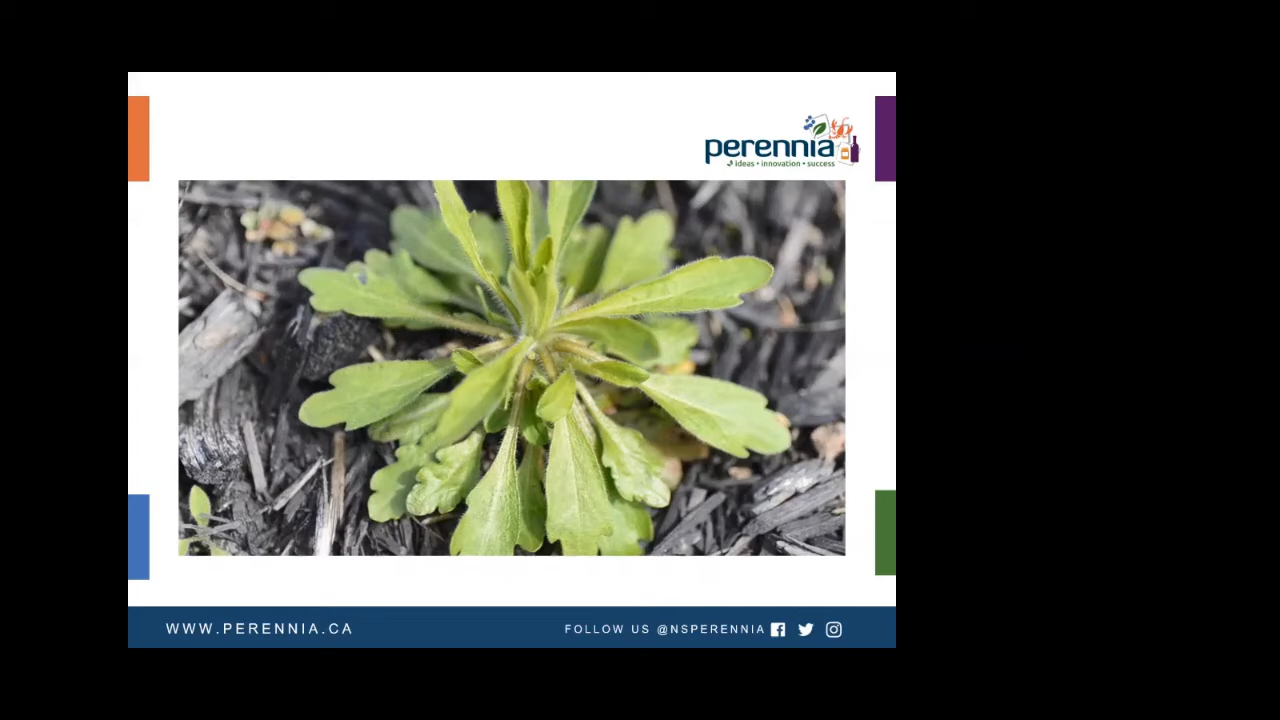 perennia
ideas • innovation • success
WWW.PERENNIA.CA
FOLLOW US @NSPERENNIA